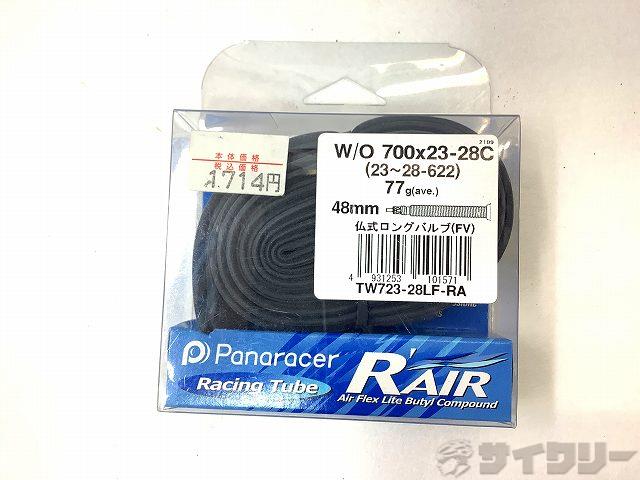 本体価格
税込価格
1,714円
2109
W/O 700x23-28C
(23~28-622)
77g(ave.)
48mm
仏式ロングバルブ(FV)
4 931253 101571
TW723-28LF-RA
Panaracer
Racing Tube
R'AIR
Air Flex Lite Butyl Compound
サイクリー